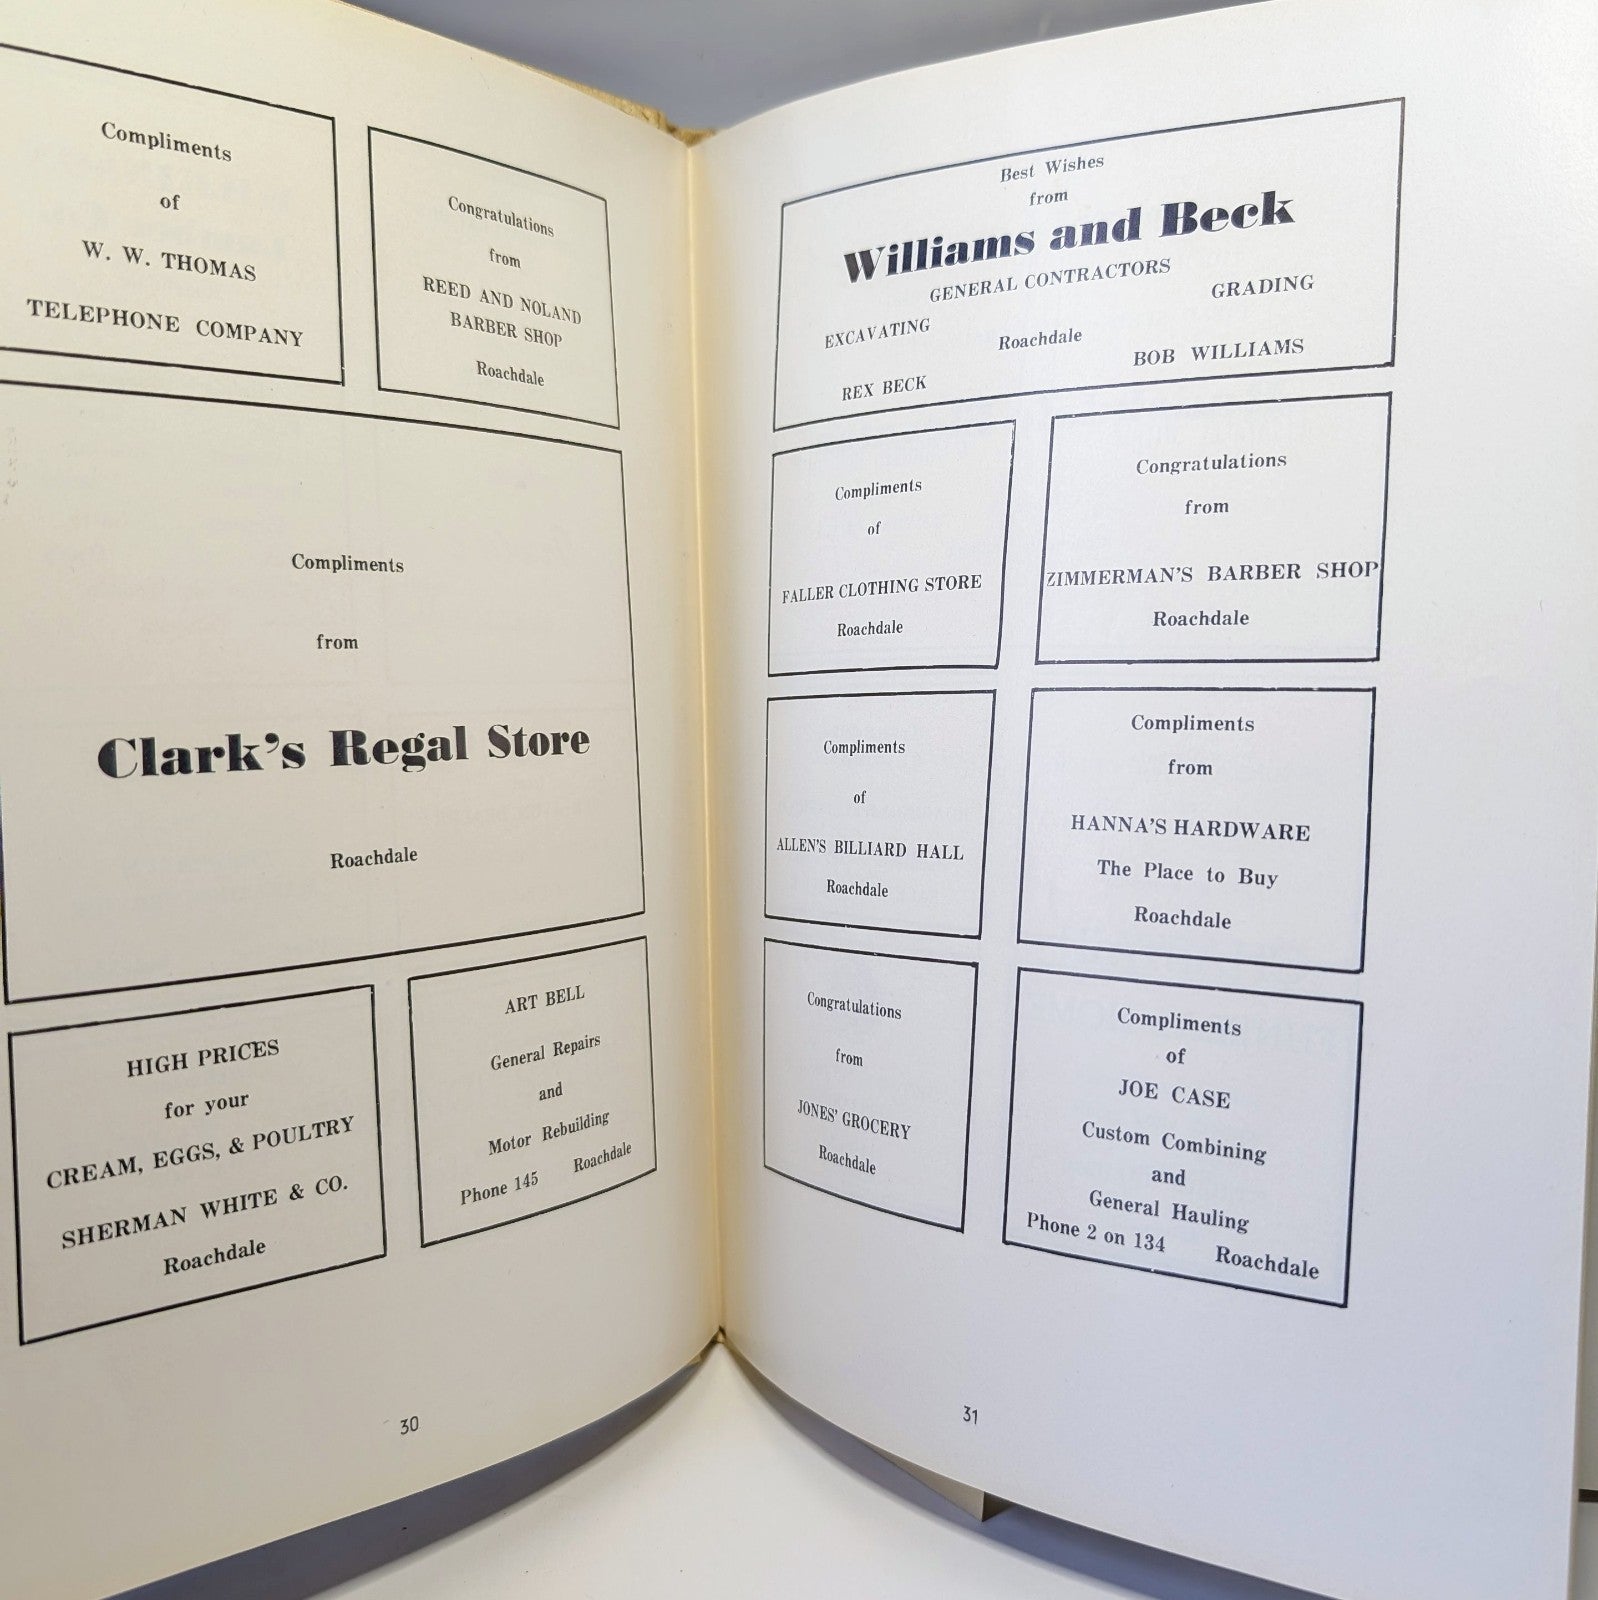 Compliments
of
W. W. THOMAS
TELEPHONE COMPANY
Congratulations
from
REED AND NOLAND
BARBER SHOP
Roachdale
Compliments
from
Clark's Regal Store
Roachdale
HIGH PRICES
for your
CREAM, EGGS, & POULTRY
SHERMAN WHITE & CO.
Roachdale
ART BELL
General Repairs
and
Motor Rebuilding
Phone 145 Roachdale
30
Best Wishes
from
Williams and Beck
GENERAL CONTRACTORS
EXCAVATING GRADING
Roachdale
REX BECK BOB WILLIAMS
Compliments
of
FALLER CLOTHING STORE
Roachdale
Congratulations
from
ZIMMERMAN'S BARBER SHOP
Roachdale
Compliments
of
ALLEN'S BILLIARD HALL
Roachdale
Compliments
from
HANNA'S HARDWARE
The Place to Buy
Roachdale
Congratulations
from
JONES' GROCERY
Roachdale
Compliments
of
JOE CASE
Custom Combining
and
General Hauling
Phone 2 on 134 Roachdale
31